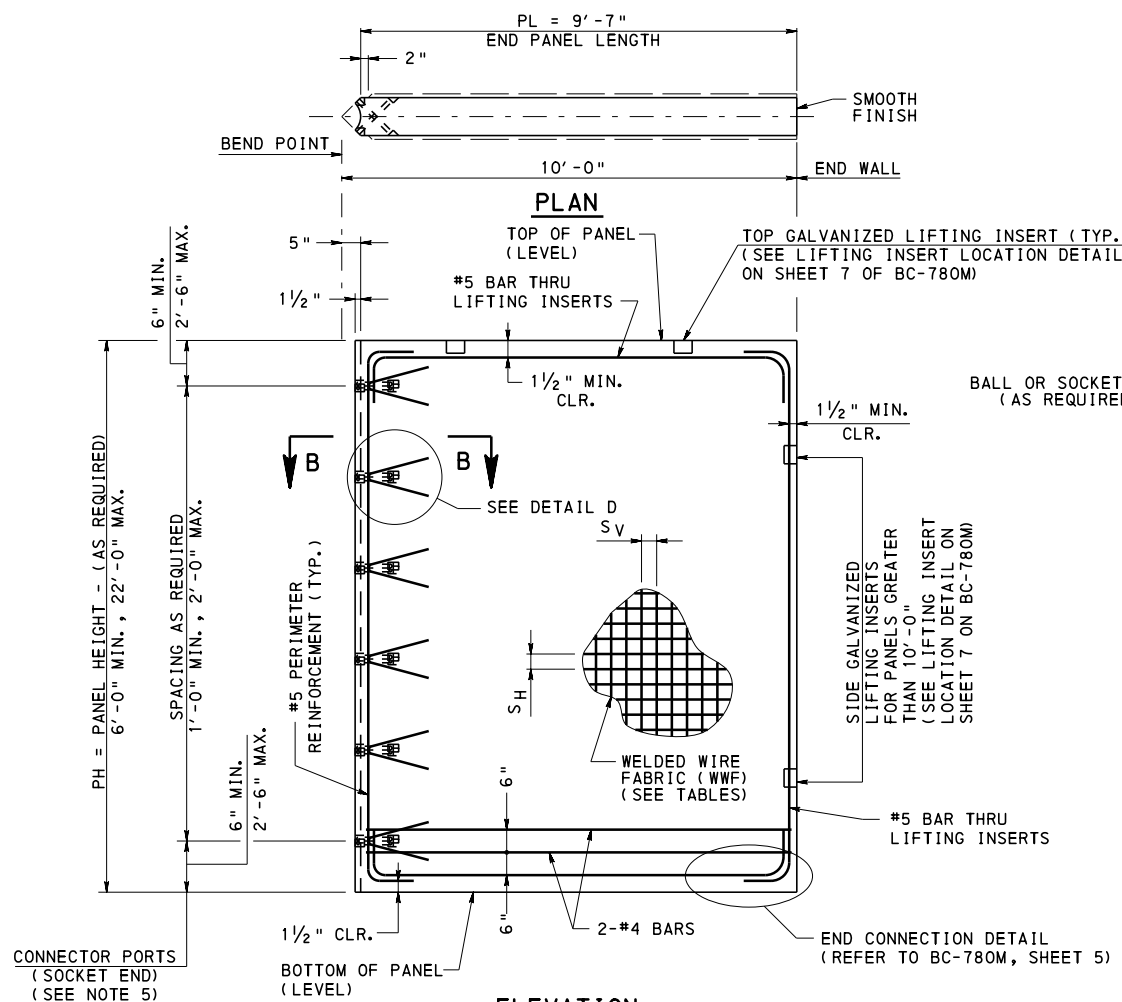 PL = 9'-7"
END PANEL LENGTH
2"
SMOOTH
FINISH
BEND POINT
10'-0"
END WALL
PLAN
5"
TOP OF PANEL
(LEVEL)
TOP GALVANIZED LIFTING INSERT (TYP.
(SEE LIFTING INSERT LOCATION DETAIL
ON SHEET 7 OF BC-780M)
6" MIN.
2'-6" MAX.
1½"
#5 BAR THRU
LIFTING INSERTS
1½" MIN.
CLR.
BALL OR SOCKET
(AS REQUIRED
1½" MIN.
CLR.
B
B
SEE DETAIL D
PH = PANEL HEIGHT - (AS REQUIRED)
6'-0" MIN., 22'-0" MAX.
SPACING AS REQUIRED
1'-0" MIN., 2'-0" MAX.
#5 PERIMETER
REINFORCEMENT (TYP.)
SV
SH
SIDE GALVANIZED
LIFTING INSERTS
FOR PANELS GREATER
THAN 10'-0"
(SEE LIFTING INSERT
LOCATION DETAIL ON
SHEET 7 ON BC-780M)
WELDED WIRE
FABRIC (WWF)
(SEE TABLES)
6" MIN.
2'-6" MAX.
6"
#5 BAR THRU
LIFTING INSERTS
6"
1½" CLR.
2-#4 BARS
CONNECTOR PORTS
(SOCKET END)
(SEE NOTE 5)
BOTTOM OF PANEL
(LEVEL)
END CONNECTION DETAIL
(REFER TO BC-780M, SHEET 5)
ELEVATION